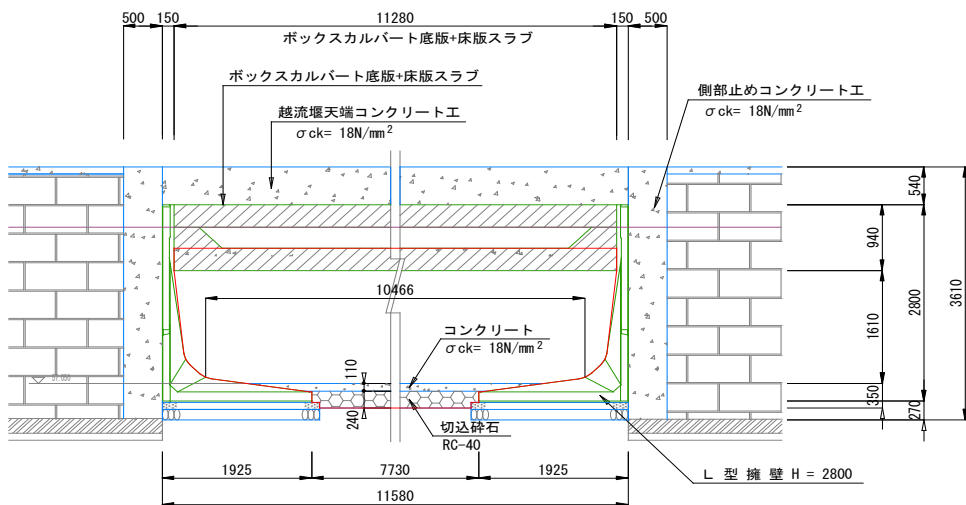 500 150 11280 150 500
ボックスカルバート底版+床版スラブ
ボックスカルバート底版+床版スラブ
側部止めコンクリート工
σck= 18N/mm²
越流堰天端コンクリート工
σck= 18N/mm²
540
940
2800
3610
10466
1610
コンクリート
σck= 18N/mm²
110
57.000
350
240
270
切込砕石
RC-40
1925 7730 1925
L 型 擁 壁 H = 2800
11580